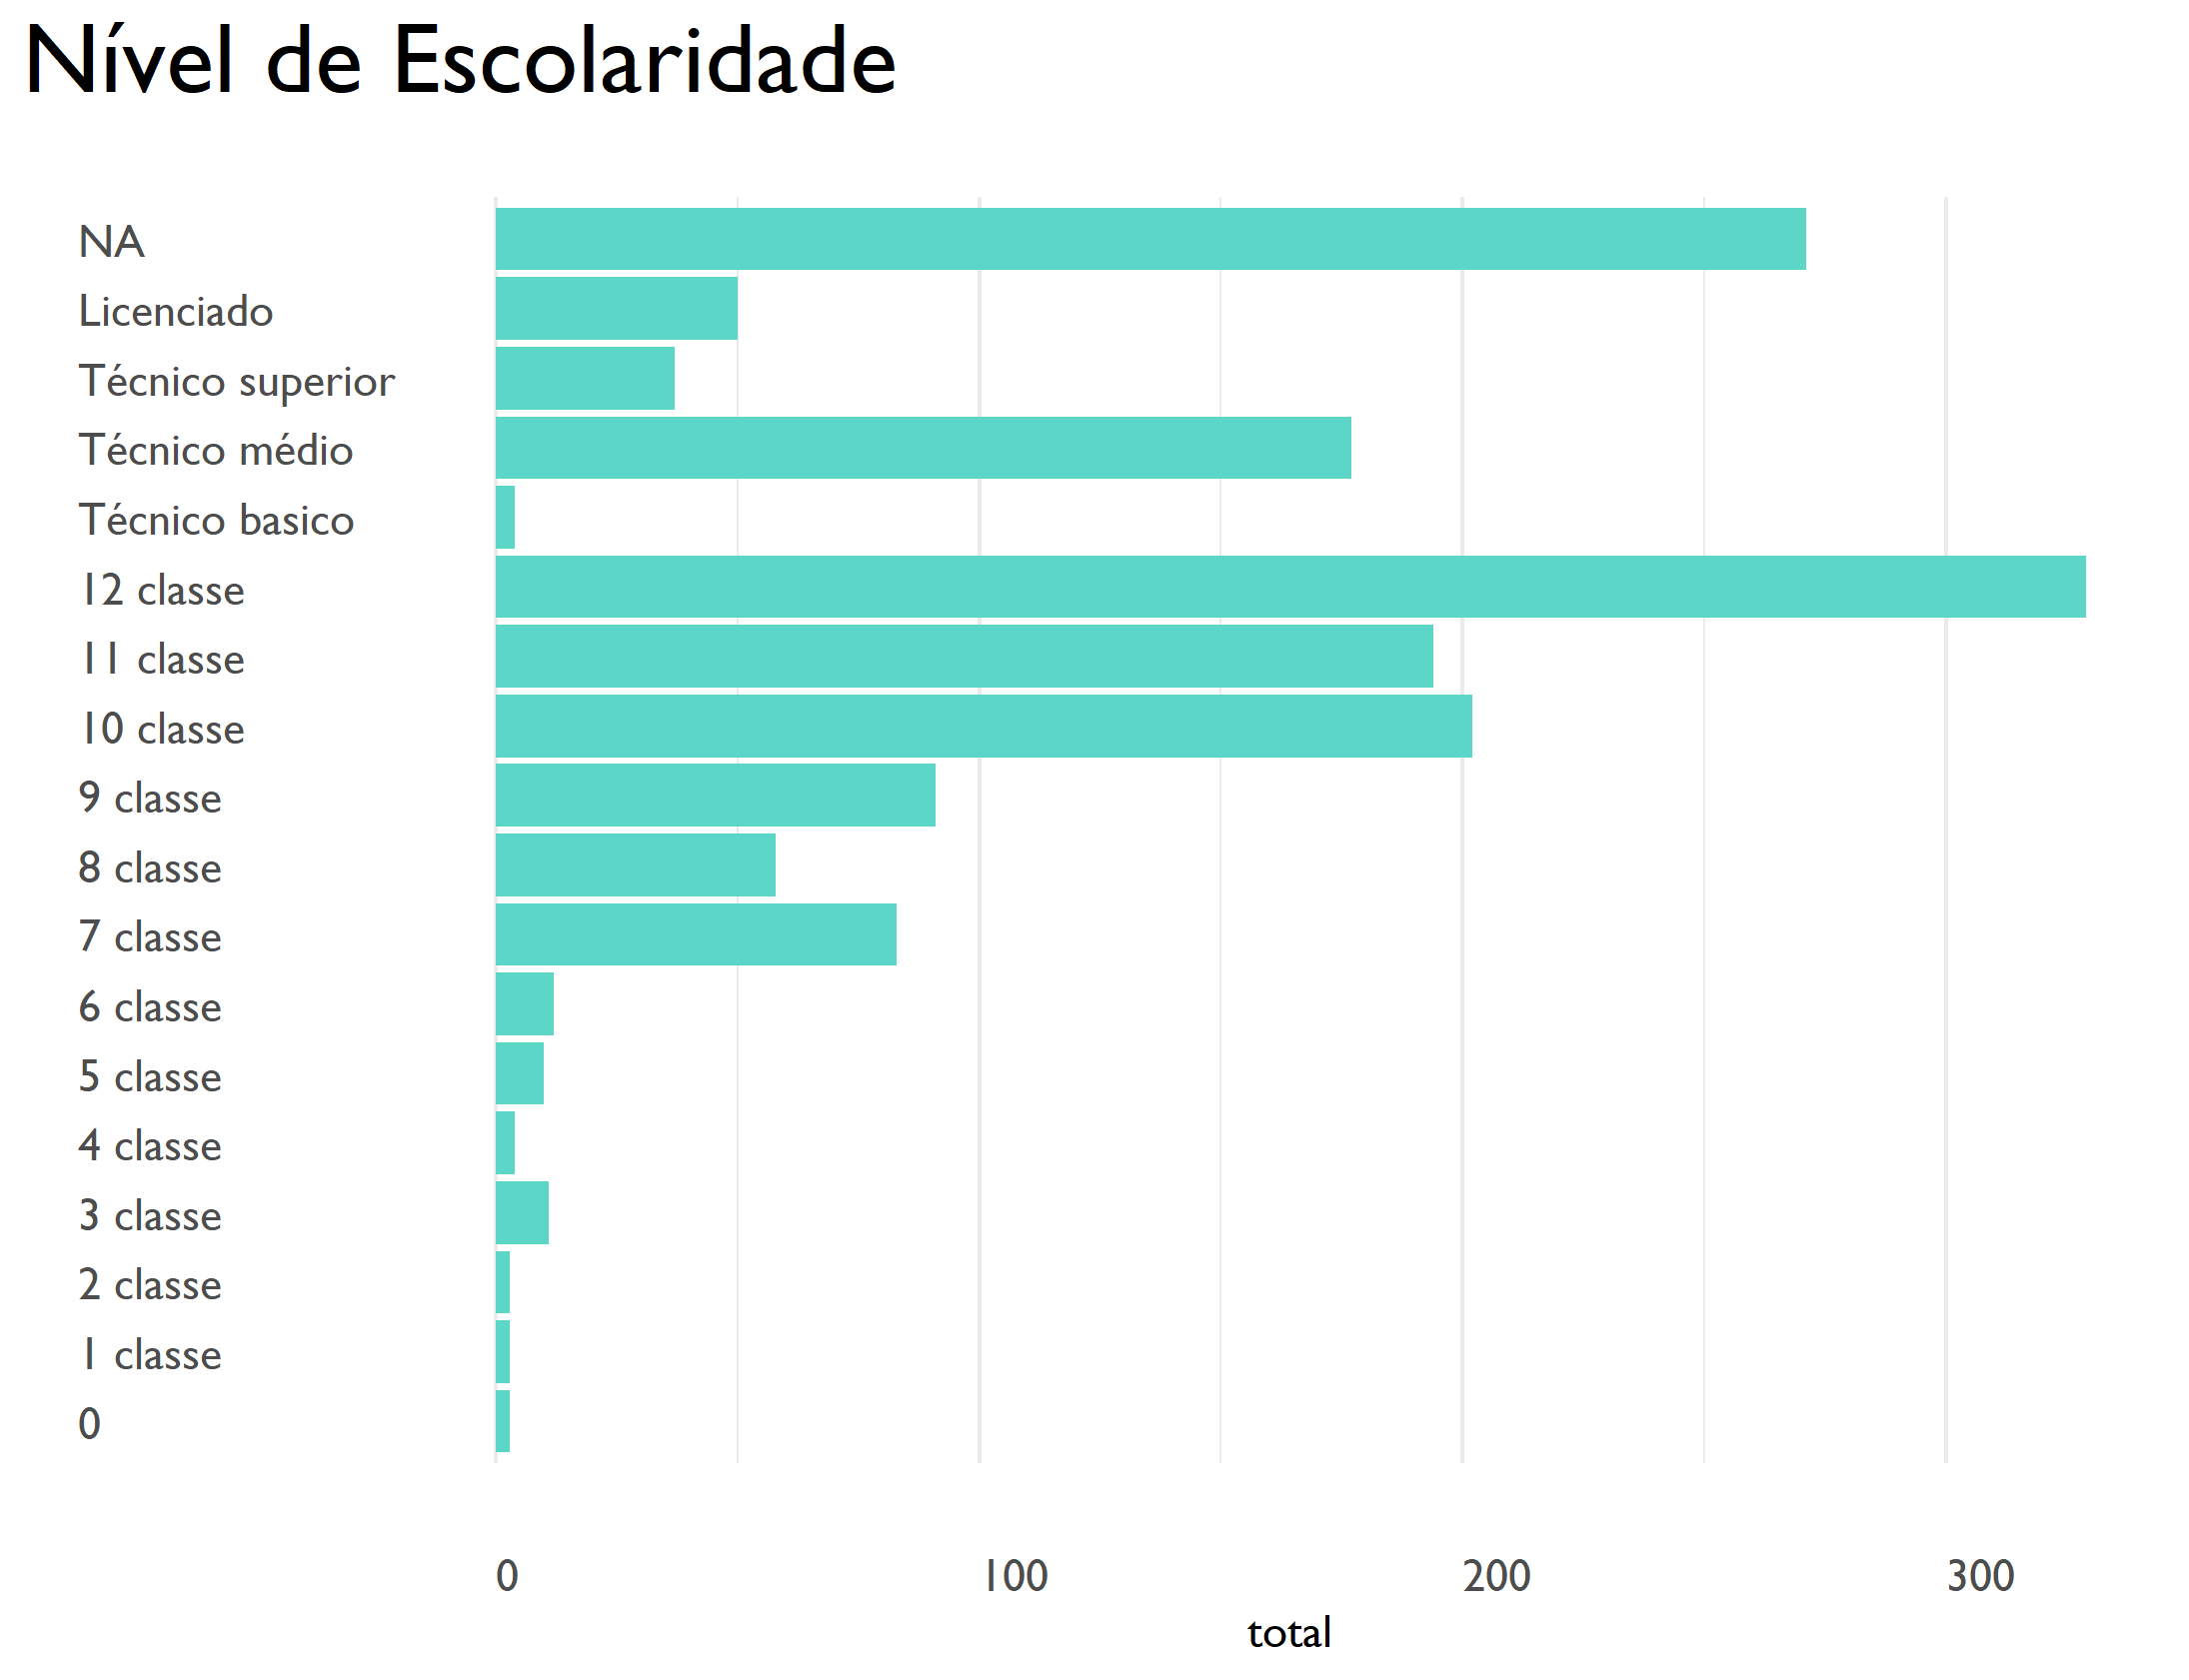 Nível de Escolaridade
NA
Licenciado
Técnico superior
Técnico médio
Técnico basico
12 classe
11 classe
10 classe
9 classe
8 classe
7 classe
6 classe
5 classe
4 classe
3 classe
2 classe
1 classe
0
0 100 200 300
total